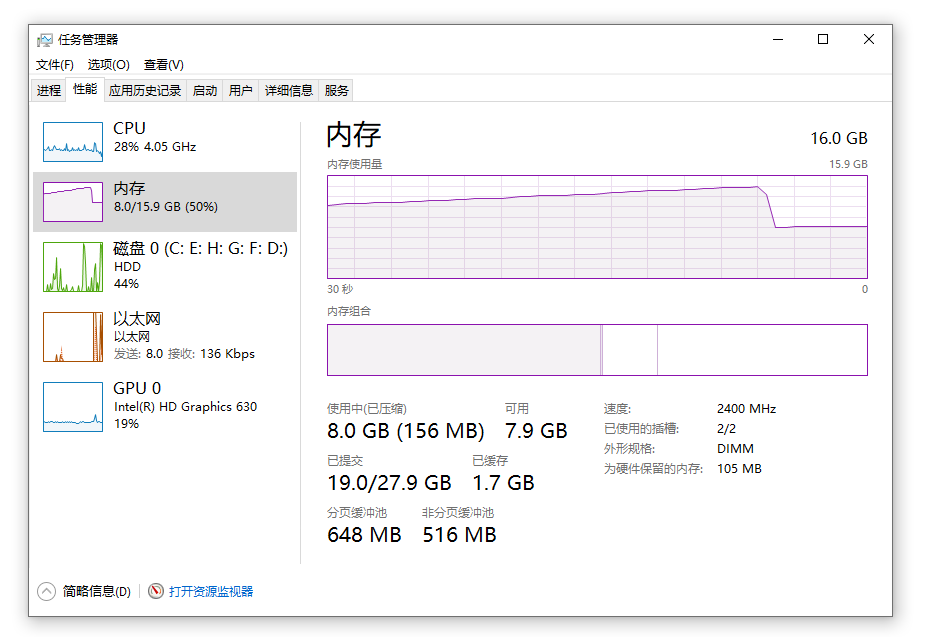 任务管理器
文件(F) 选项(O) 查看(V)
进程 性能 应用历史记录 启动 用户 详细信息 服务
CPU
28% 4.05 GHz
内存
8.0/15.9 GB (50%)
磁盘 0 (C: E: H: G: F: D:)
HDD
44%
以太网
以太网
发送: 8.0 接收: 136 Kbps
GPU 0
Intel(R) HD Graphics 630
19%
内存 16.0 GB
内存使用量 15.9 GB
30 秒 0
内存组合
使用中(已压缩) 可用
8.0 GB (156 MB) 7.9 GB
已提交 已缓存
19.0/27.9 GB 1.7 GB
分页缓冲池 非分页缓冲池
648 MB 516 MB
速度: 2400 MHz
已使用的插槽: 2/2
外形规格: DIMM
为硬件保留的内存: 105 MB
简略信息(D) 打开资源监视器